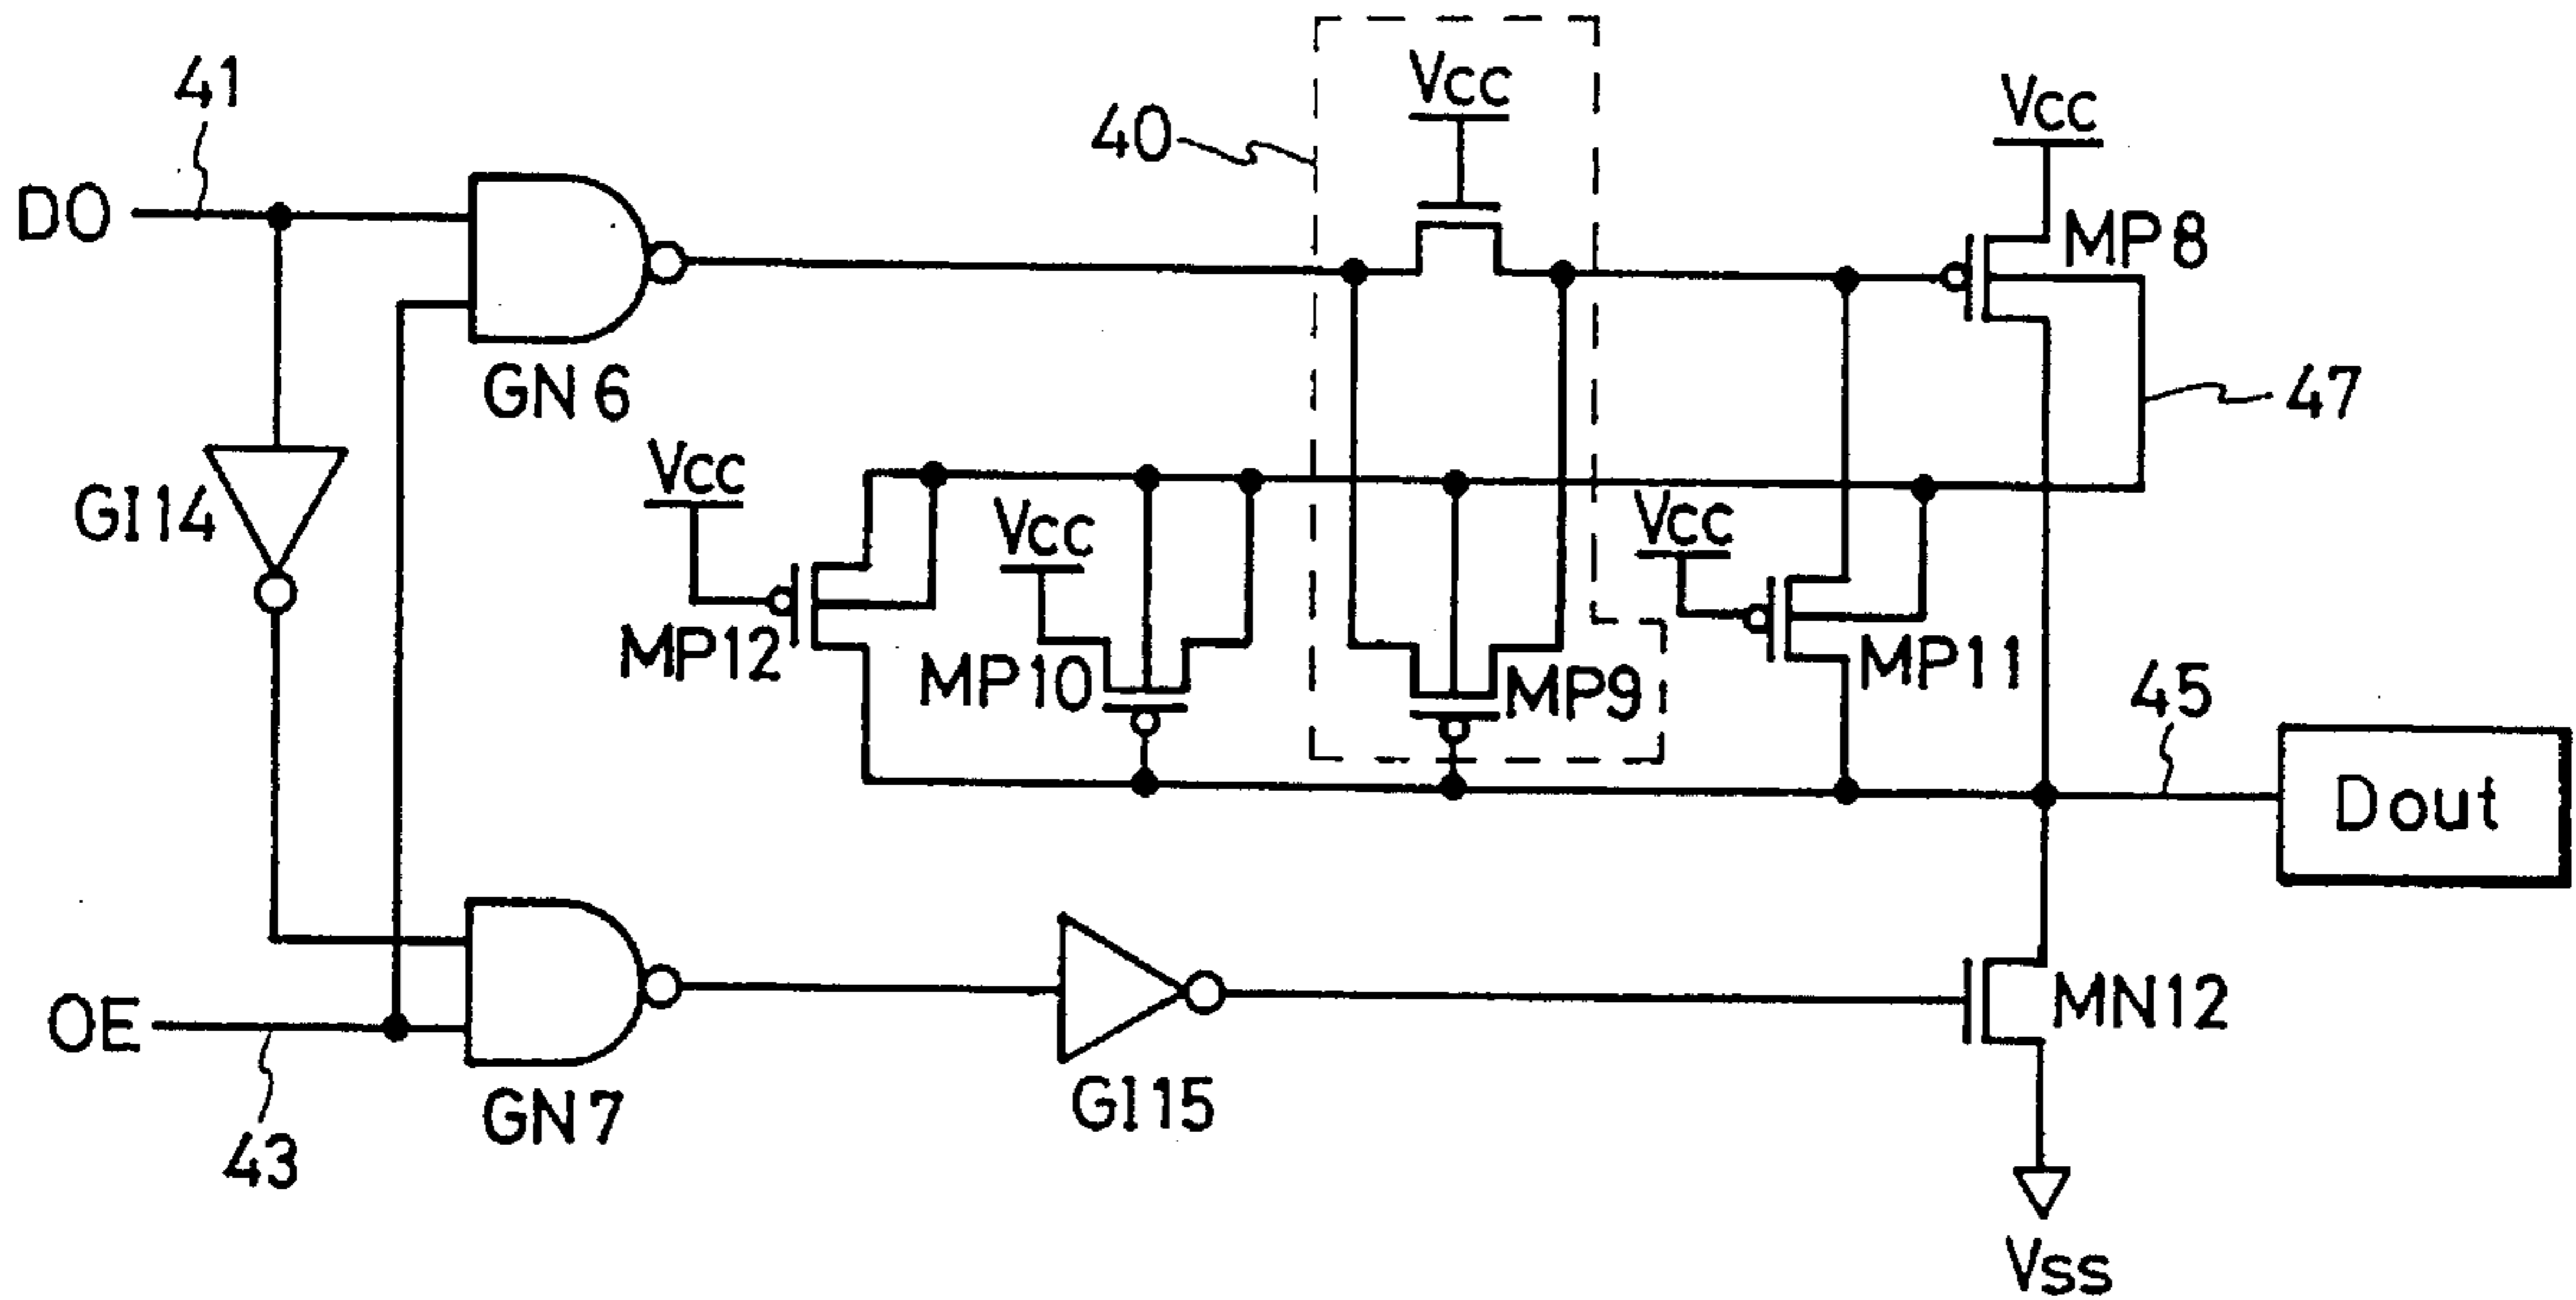 41
DO
GN6
GI14
40
Vcc
Vcc
MP8
47
Vcc
MP12
Vcc
MP10
MP9
Vcc
MP11
45
Dout
OE
43
GN7
GI15
MN12
Vss